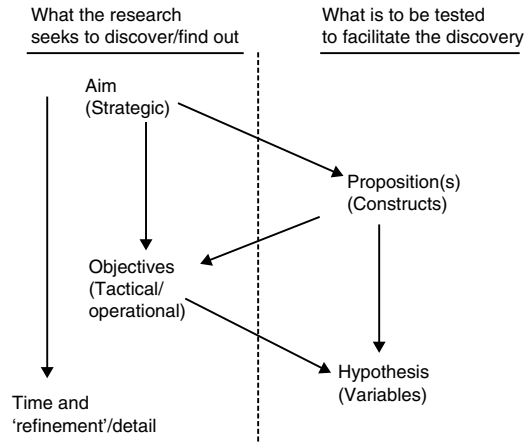 What the research
seeks to discover/find out
What is to be tested
to facilitate the discovery
Aim
(Strategic)
Proposition(s)
(Constructs)
Objectives
(Tactical/
operational)
Hypothesis
(Variables)
Time and
‘refinement’/detail